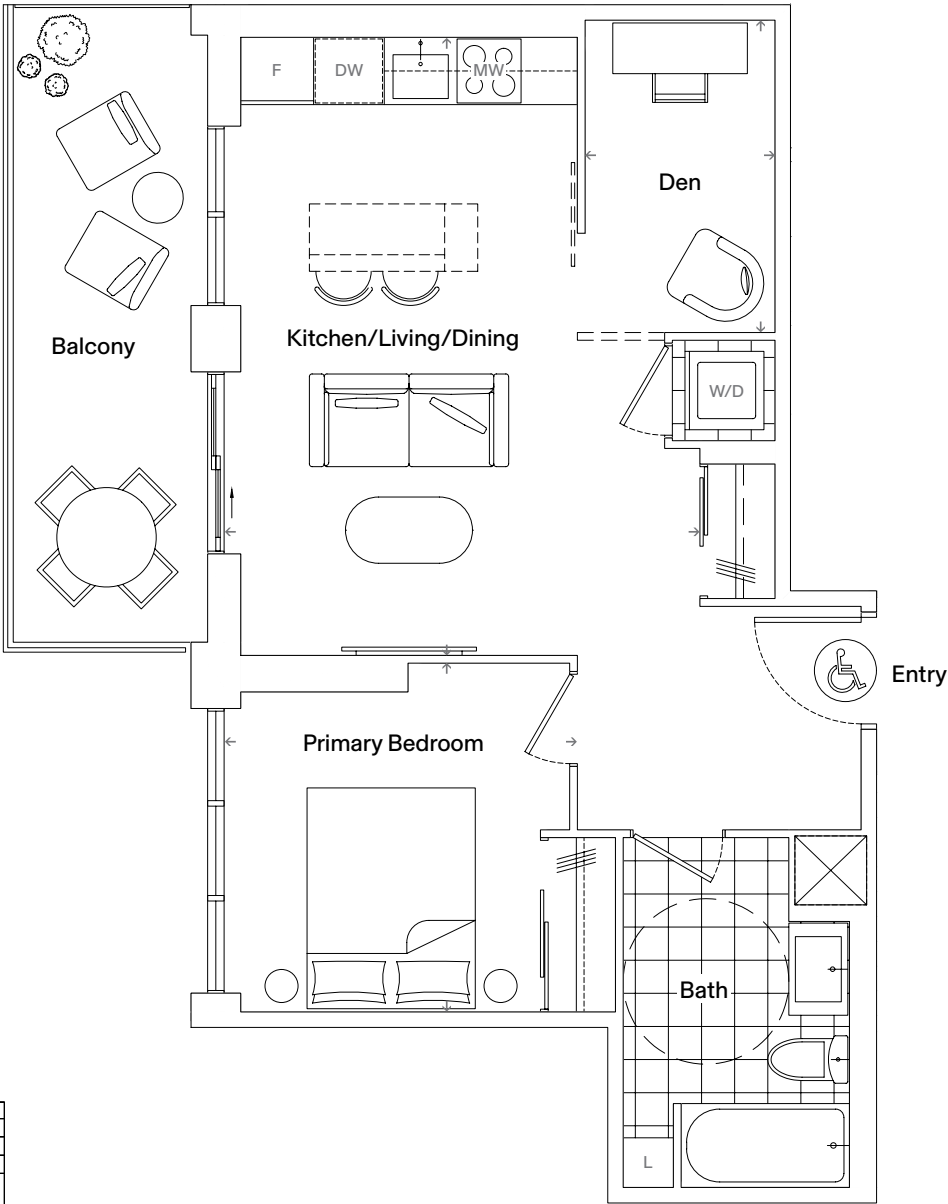 F
DW
MW
Den
Balcony
Kitchen/Living/Dining
W/D
Entry
Primary Bedroom
Bath
L